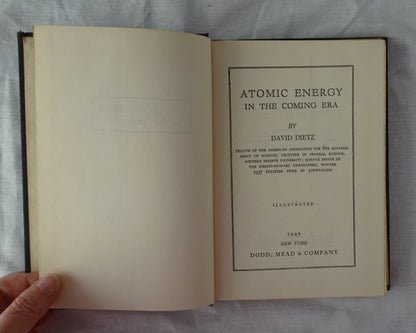 ATOMIC ENERGY
IN THE COMING ERA
BY
DAVID DIETZ
FELLOW OF THE AMERICAN ASSOCIATION FOR THE ADVANCE-
MENT OF SCIENCE; LECTURER IN GENERAL SCIENCE,
WESTERN RESERVE UNIVERSITY; SCIENCE EDITOR OF
THE SCRIPPS-HOWARD NEWSPAPERS; WINNER
1937 PULITZER PRIZE IN JOURNALISM
ILLUSTRATED
1945
NEW YORK
DODD, MEAD & COMPANY